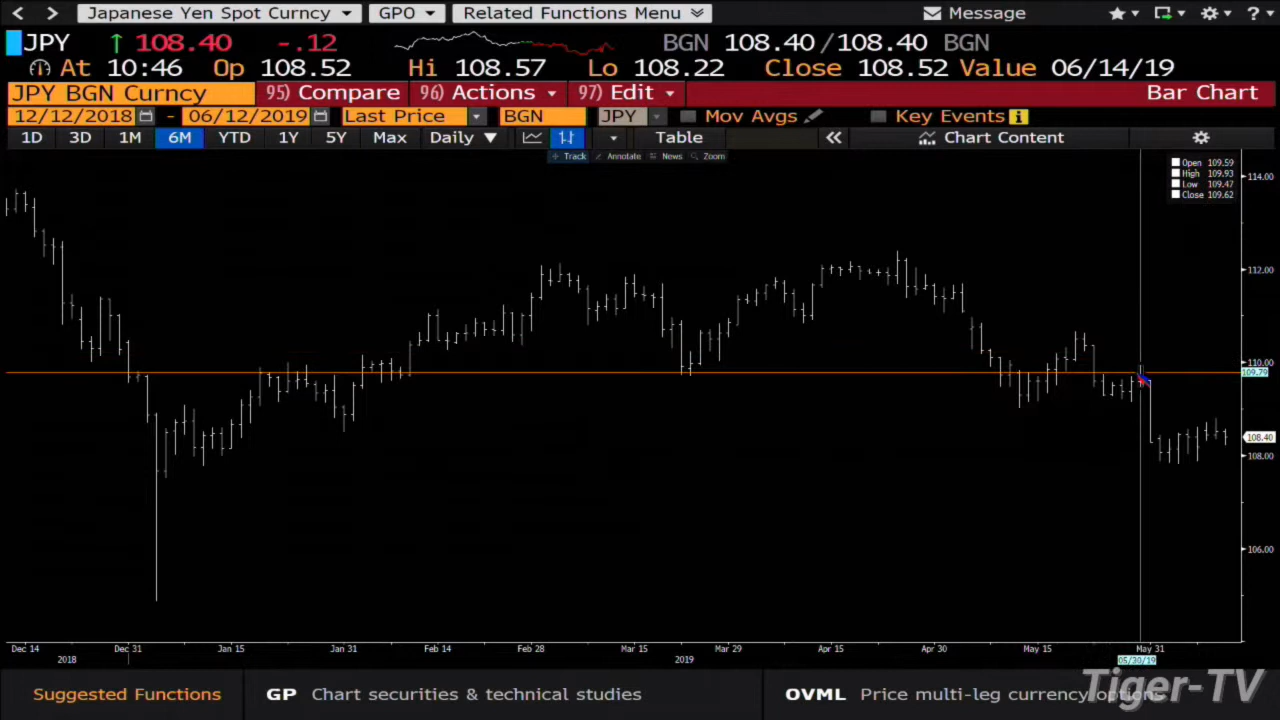 < > Japanese Yen Spot Curncy GPO Related Functions Menu Message ?
JPY ↑ 108.40 -.12 BGN 108.40/108.40 BGN
At 10:46 Op 108.52 Hi 108.57 Lo 108.22 Close 108.52 Value 06/14/19
JPY BGN Curncy 95) Compare 96) Actions 97) Edit Bar Chart
12/12/2018 - 06/12/2019 Last Price BGN JPY Mov Avgs Key Events i
1D 3D 1M 6M YTD 1Y 5Y Max Daily ▼ Table « Chart Content
+ Track Annotate News Zoom
Open 109.59
High 109.93
Low 109.47
Close 109.62
114.00
112.00
110.00
109.79
108.40
108.00
106.00
Dec 14 Dec 31 Jan 15 Jan 31 Feb 14 Feb 28 Mar 15 Mar 29 Apr 15 Apr 30 May 15 May 31
2018 2019 05/30/19
Suggested Functions GP Chart securities & technical studies OVML Price multi-leg currency options
Tiger-TV